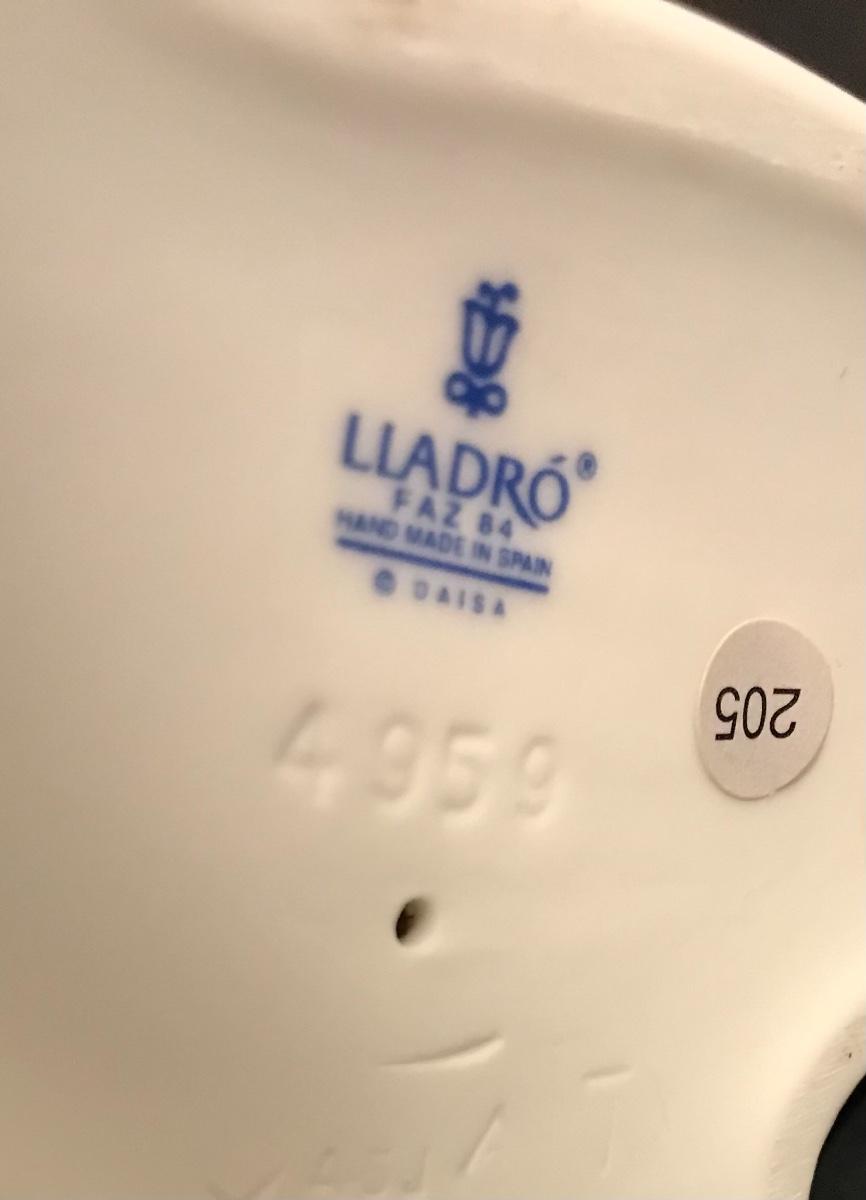 LLADRÓ®
FAZ 84
HAND MADE IN SPAIN
© DAISA
4959
205